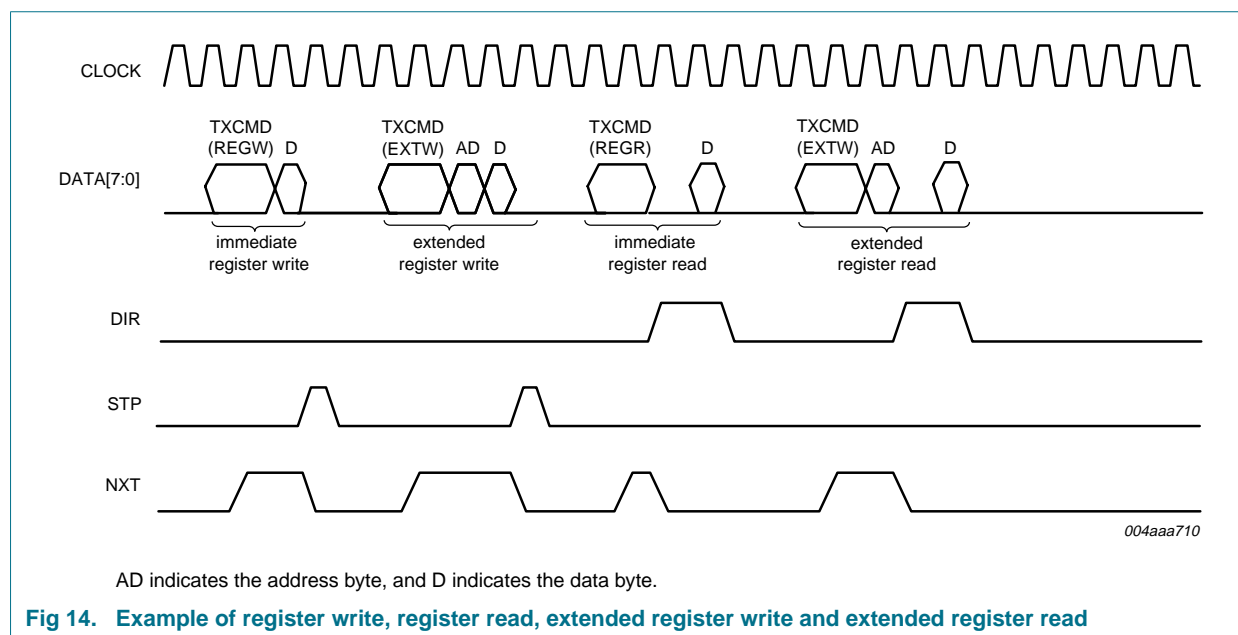 CLOCK
TXCMD
(REGW) D
TXCMD
(EXTW) AD D
TXCMD
(REGR) D
TXCMD
(EXTW) AD D
DATA[7:0]
immediate
register write
extended
register write
immediate
register read
extended
register read
DIR
STP
NXT
004aaa710
AD indicates the address byte, and D indicates the data byte.
Fig 14. Example of register write, register read, extended register write and extended register read